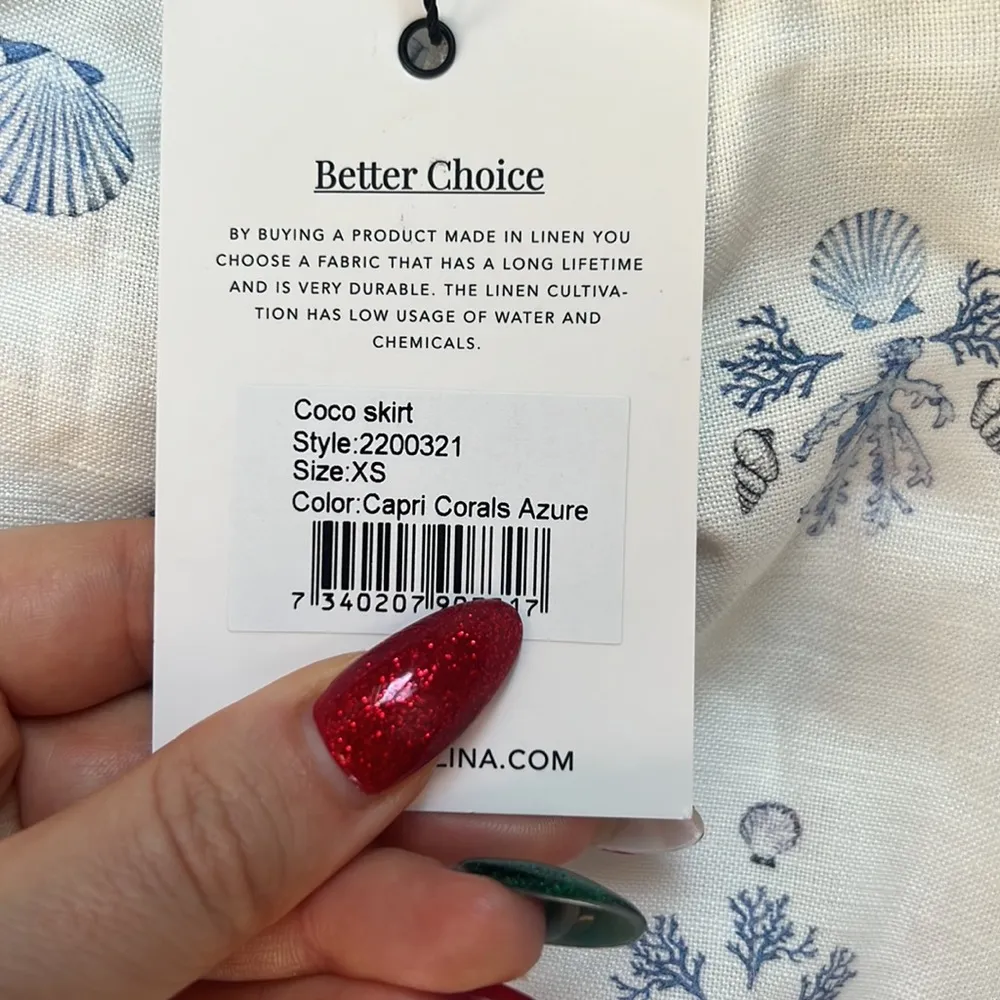 Better Choice
BY BUYING A PRODUCT MADE IN LINEN YOU
CHOOSE A FABRIC THAT HAS A LONG LIFETIME
AND IS VERY DURABLE. THE LINEN CULTIVA-
TION HAS LOW USAGE OF WATER AND
CHEMICALS.
Coco skirt
Style:2200321
Size:XS
Color:Capri Corals Azure
7 340207
LINA.COM